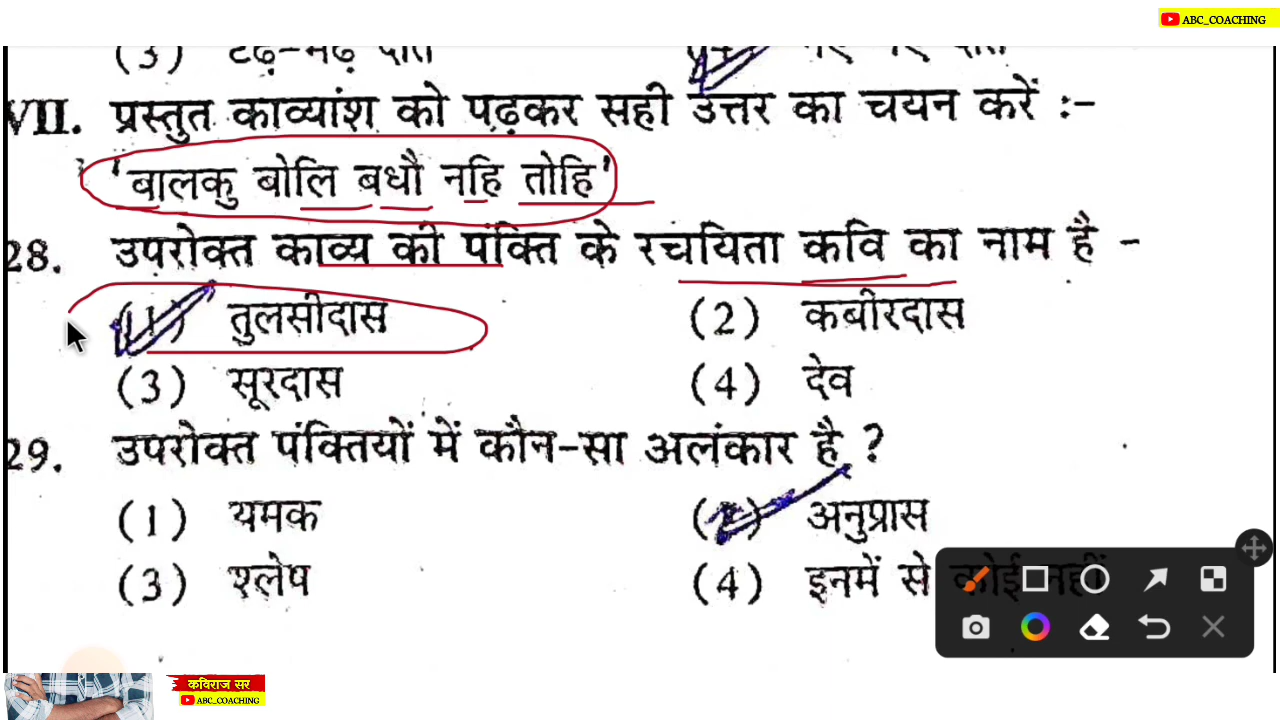 ABC_COACHING
(3) टेढ़े-मेढ़े दाँत
VII. प्रस्तुत काव्यांश को पढ़कर सही उत्तर का चयन करें :-
'बालकु बोलि बधौ नहि तोहि'
28. उपरोक्त काव्य की पंक्ति के रचयिता कवि का नाम है -
(1) तुलसीदास (2) कबीरदास
(3) सूरदास (4) देव
29. उपरोक्त पंक्तियों में कौन-सा अलंकार है ?
(1) यमक (2) अनुप्रास
(3) श्लेष (4) इनमें से कोई नहीं
कविराज सर
ABC_COACHING